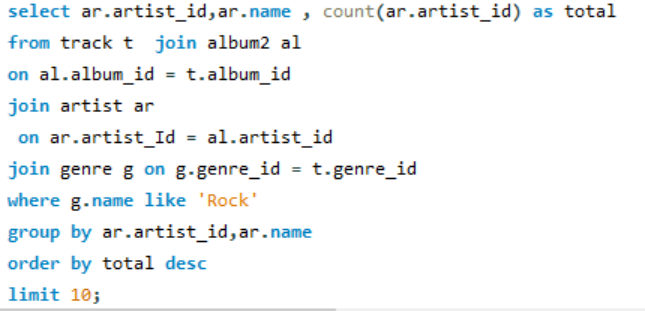 select ar.artist_id,ar.name , count(ar.artist_id) as total
from track t  join album2 al
on al.album_id = t.album_id
join artist ar
 on ar.artist_Id = al.artist_id
join genre g on g.genre_id = t.genre_id
where g.name like 'Rock'
group by ar.artist_id,ar.name
order by total desc
limit 10;